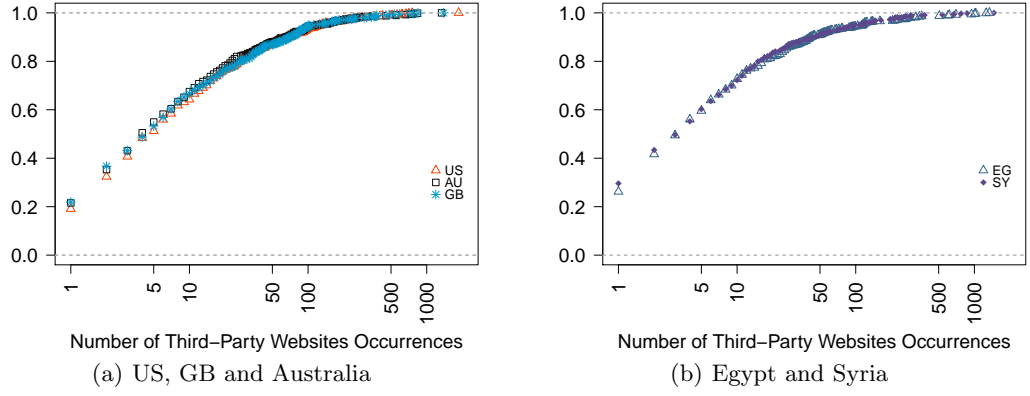 1.0
0.8
0.6
0.4
0.2
0.0
US
AU
GB
1
5
10
50
100
500
1000
Number of Third−Party Websites Occurrences
(a) US, GB and Australia
1.0
0.8
0.6
0.4
0.2
0.0
EG
SY
1
5
10
50
100
500
1000
Number of Third−Party Websites Occurrences
(b) Egypt and Syria